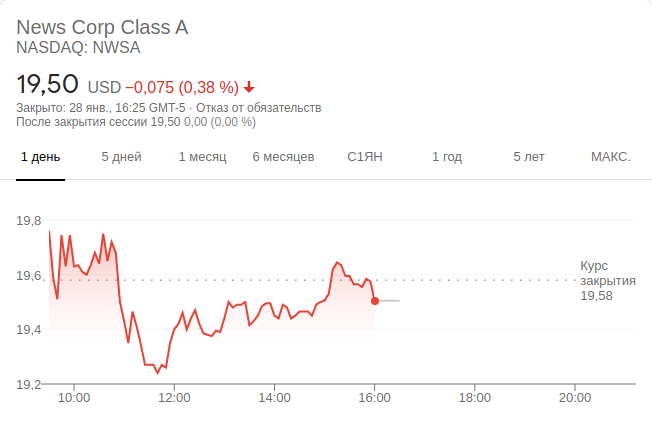 News Corp Class A
NASDAQ: NWSA
19,50 USD −0,075 (0,38 %)
Закрыто: 28 янв., 16:25 GMT-5 · Отказ от обязательств
После закрытия сессии 19,50 0,00 (0,00 %)
1 день 5 дней 1 месяц 6 месяцев С1ЯН 1 год 5 лет МАКС.
19,8
19,6
19,4
19,2
Курс
закрытия
19,58
10:00 12:00 14:00 16:00 18:00 20:00